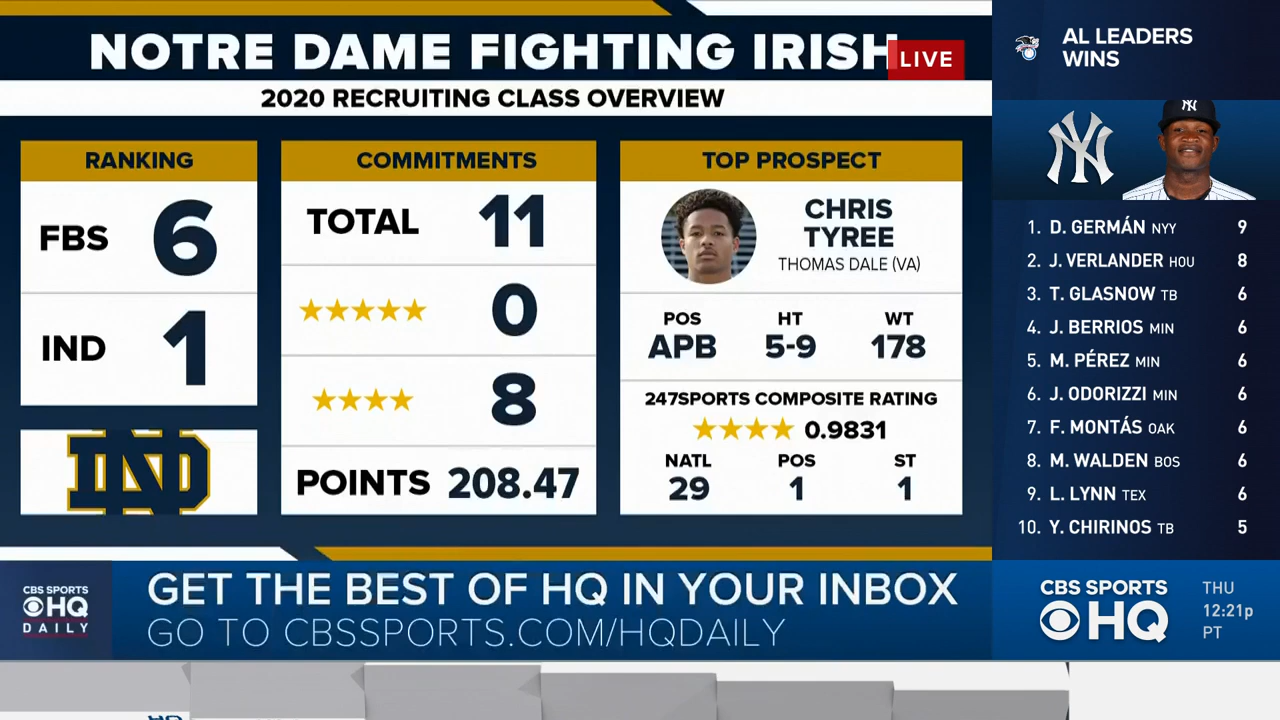 NOTRE DAME FIGHTING IRISH
LIVE
2020 RECRUITING CLASS OVERVIEW
RANKING
FBS 6
IND 1
ND
COMMITMENTS
TOTAL 11
★★★★★ 0
★★★★ 8
POINTS 208.47
TOP PROSPECT
CHRIS
TYREE
THOMAS DALE (VA)
POS HT WT
APB 5-9 178
247SPORTS COMPOSITE RATING
★★★★ 0.9831
NATL POS ST
29 1 1
AL LEADERS
WINS
NY
NY
1. D. GERMÁN NYY 9
2. J. VERLANDER HOU 8
3. T. GLASNOW TB 6
4. J. BERRIOS MIN 6
5. M. PÉREZ MIN 6
6. J. ODORIZZI MIN 6
7. F. MONTÁS OAK 6
8. M. WALDEN BOS 6
9. L. LYNN TEX 6
10. Y. CHIRINOS TB 5
CBS SPORTS
HQ
DAILY
GET THE BEST OF HQ IN YOUR INBOX
GO TO CBSSPORTS.COM/HQDAILY
CBS SPORTS
HQ
THU
12:21p
PT